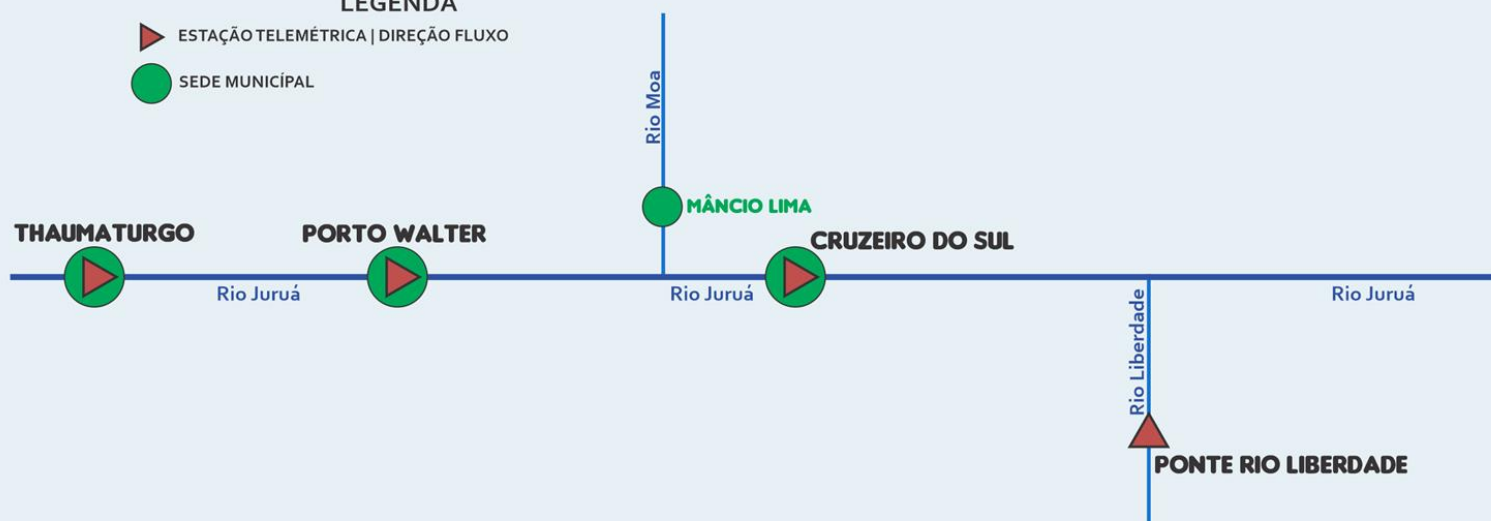 LEGENDA
ESTAÇÃO TELEMÉTRICA | DIREÇÃO FLUXO
SEDE MUNICÍPAL
Rio Moa
MÂNCIO LIMA
THAUMATURGO
PORTO WALTER
CRUZEIRO DO SUL
Rio Juruá
Rio Juruá
Rio Juruá
Rio Liberdade
PONTE RIO LIBERDADE